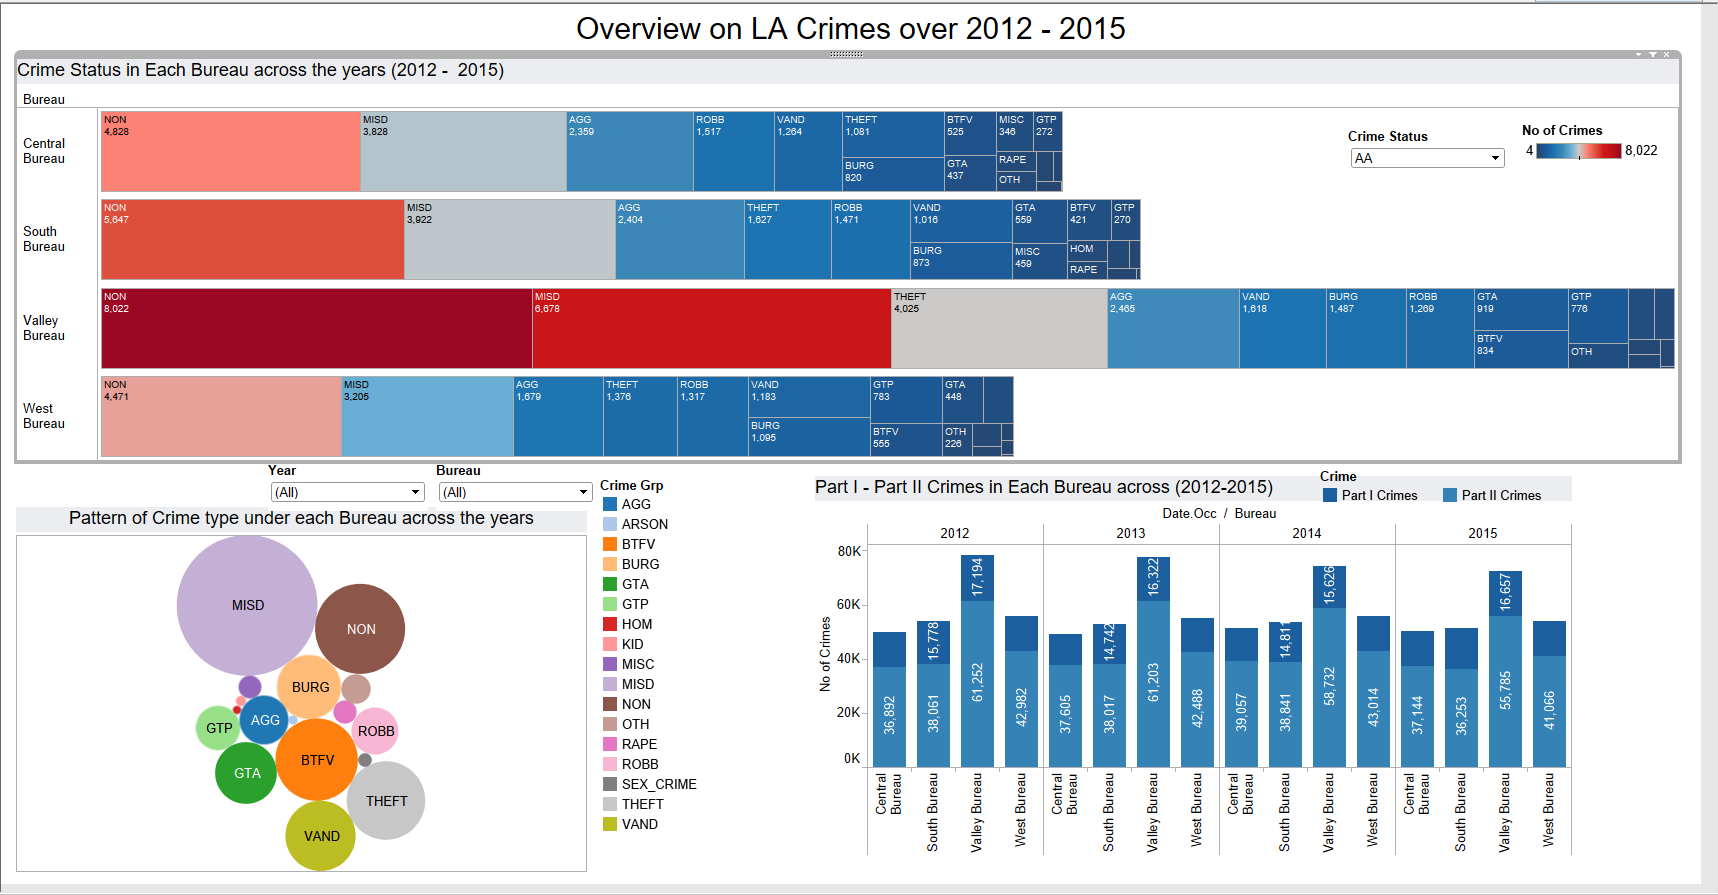 Overview on LA Crimes over 2012 - 2015
Crime Status in Each Bureau across the years (2012 -  2015)
Bureau
Central
Bureau
NON
4,828
MISD
3,828
AGG
2,359
ROBB
1,517
VAND
1,264
THEFT
1,081
BURG
820
BTFV
525
GTA
437
MISC
346
GTP
272
RAPE
OTH
Crime Status
AA
No of Crimes
4
8,022
South
Bureau
NON
5,647
MISD
3,922
AGG
2,404
THEFT
1,627
ROBB
1,471
VAND
1,016
BURG
873
GTA
559
MISC
459
BTFV
421
GTP
270
HOM
RAPE
Valley
Bureau
NON
8,022
MISD
6,678
THEFT
4,025
AGG
2,465
VAND
1,618
BURG
1,487
ROBB
1,269
GTA
919
BTFV
834
GTP
776
OTH
West
Bureau
NON
4,471
MISD
3,205
AGG
1,679
THEFT
1,376
ROBB
1,317
VAND
1,183
BURG
1,095
GTP
783
BTFV
555
GTA
448
OTH
226
Year
(All)
Bureau
(All)
Pattern of Crime type under each Bureau across the years
MISD
NON
BURG
AGG
GTP
ROBB
BTFV
GTA
THEFT
VAND
Crime Grp
AGG
ARSON
BTFV
BURG
GTA
GTP
HOM
KID
MISC
MISD
NON
OTH
RAPE
ROBB
SEX_CRIME
THEFT
VAND
Part I - Part II Crimes in Each Bureau across (2012-2015)
Crime
Part I Crimes
Part II Crimes
Date.Occ / Bureau
2012
2013
2014
2015
No of Crimes
80K
60K
40K
20K
0K
36,892
15,778
38,061
17,194
61,252
42,982
37,605
14,742
38,017
16,322
61,203
42,488
39,057
14,811
38,841
15,626
58,732
43,014
37,144
36,253
16,657
55,785
41,066
Central
Bureau
South Bureau
Valley Bureau
West Bureau
Central
Bureau
South Bureau
Valley Bureau
West Bureau
Central
Bureau
South Bureau
Valley Bureau
West Bureau
Central
Bureau
South Bureau
Valley Bureau
West Bureau